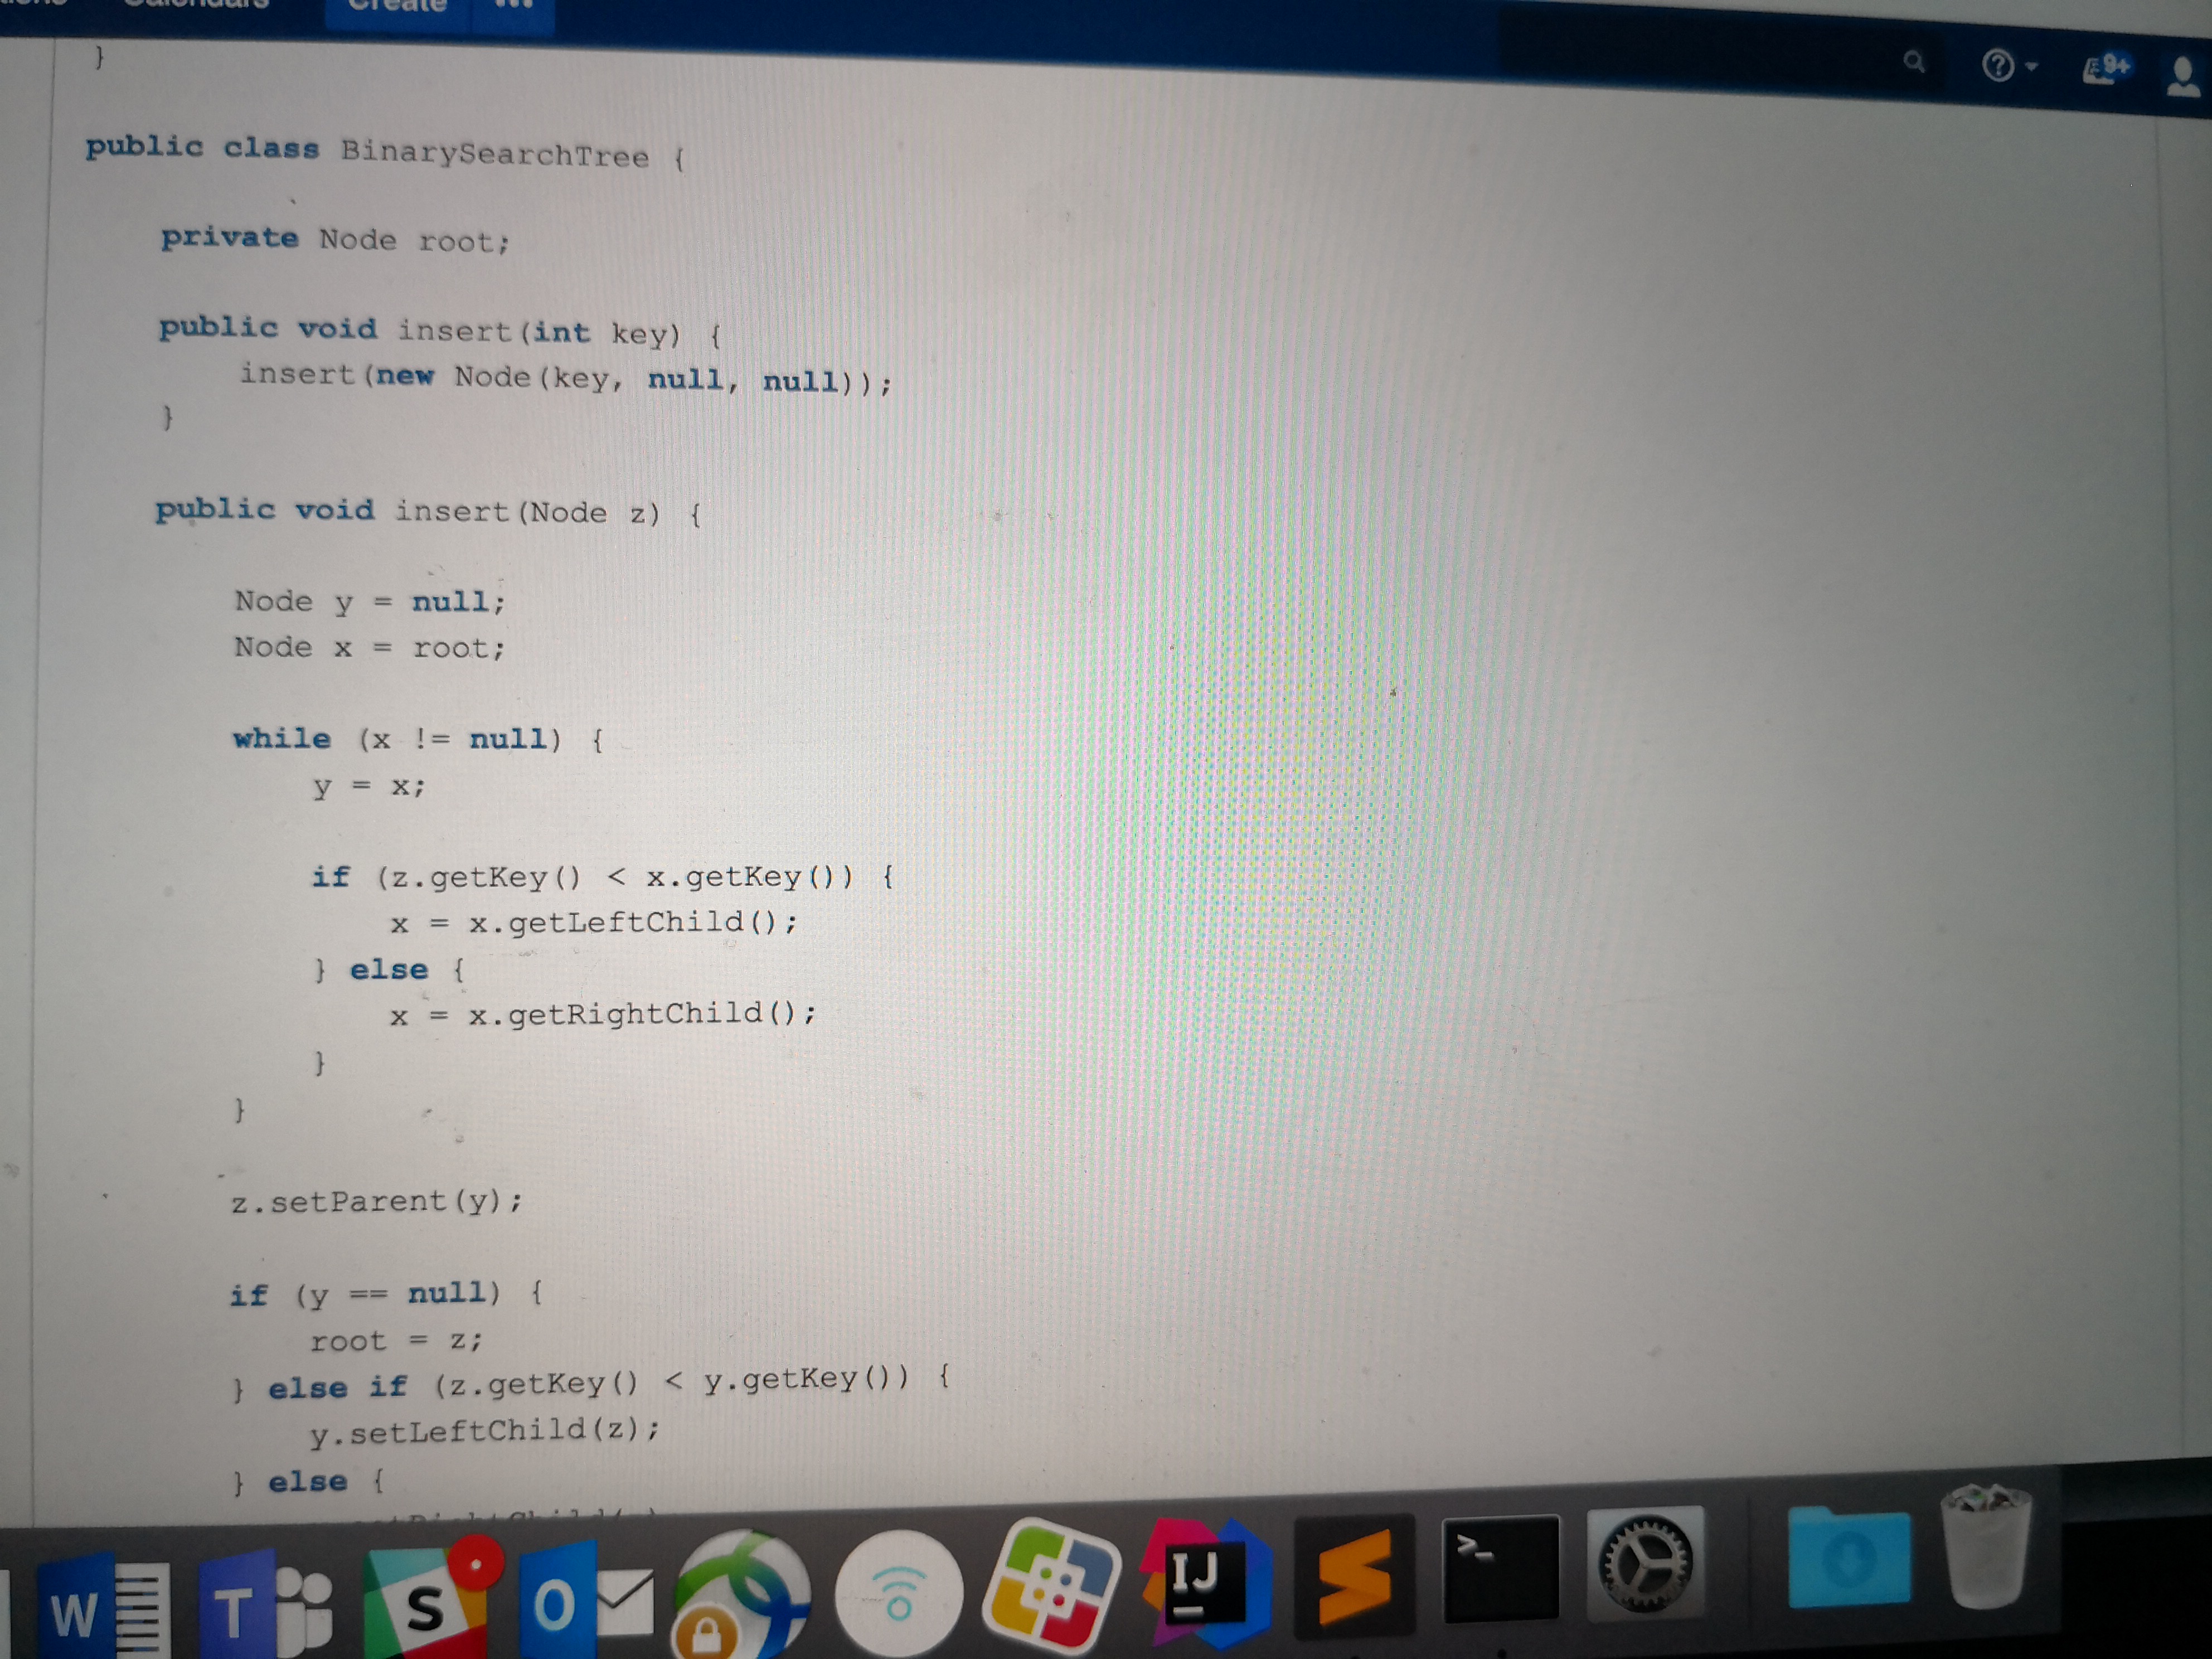 Calendars Create •••
9+
}
public class BinarySearchTree {
private Node root;
public void insert(int key) {
insert(new Node(key, null, null));
}
public void insert(Node z) {
Node y = null;
Node x = root;
while (x != null) {
y = x;
if (z.getKey() < x.getKey()) {
x = x.getLeftChild();
} else {
x = x.getRightChild();
}
}
z.setParent(y);
if (y == null) {
root = z;
} else if (z.getKey() < y.getKey()) {
y.setLeftChild(z);
} else {
W T S O IJ >_